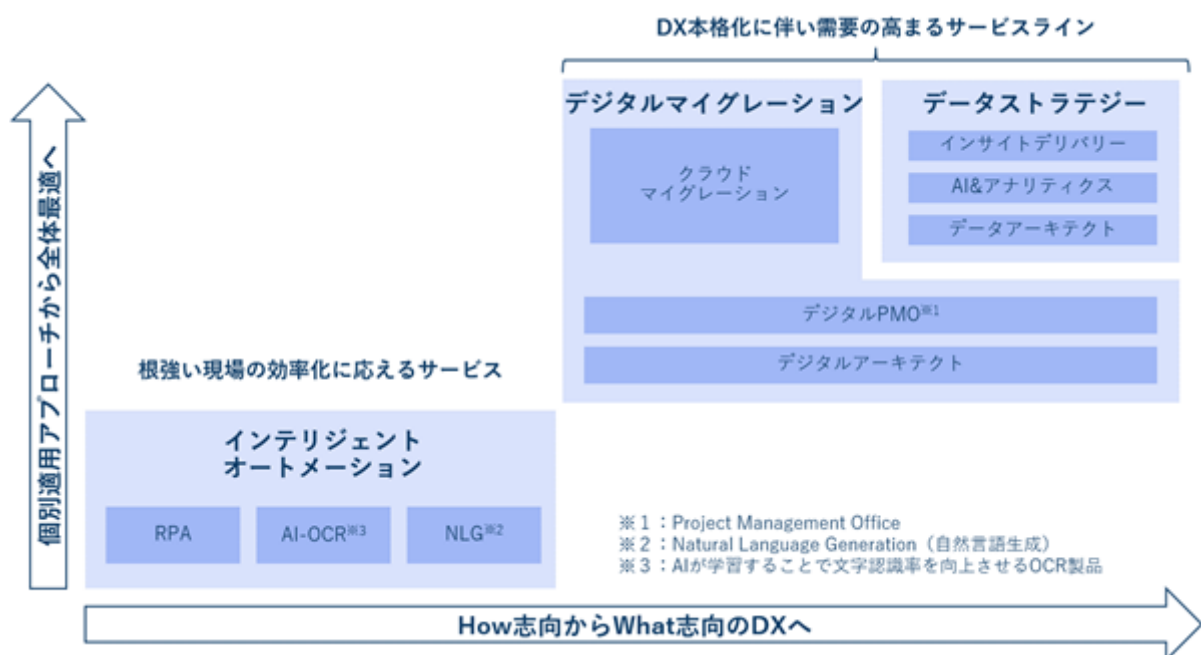 DX本格化に伴い需要の高まるサービスライン
デジタルマイグレーション
クラウド
マイグレーション
データストラテジー
インサイトデリバリー
AI&アナリティクス
データアーキテクト
デジタルPMO※1
デジタルアーキテクト
個別適用アプローチから全体最適へ
根強い現場の効率化に応えるサービス
インテリジェント
オートメーション
RPA
AI-OCR※3
NLG※2
※１：Project Management Office
※２：Natural Language Generation（自然言語生成）
※３：AIが学習することで文字認識率を向上させるOCR製品
How志向からWhat志向のDXへ